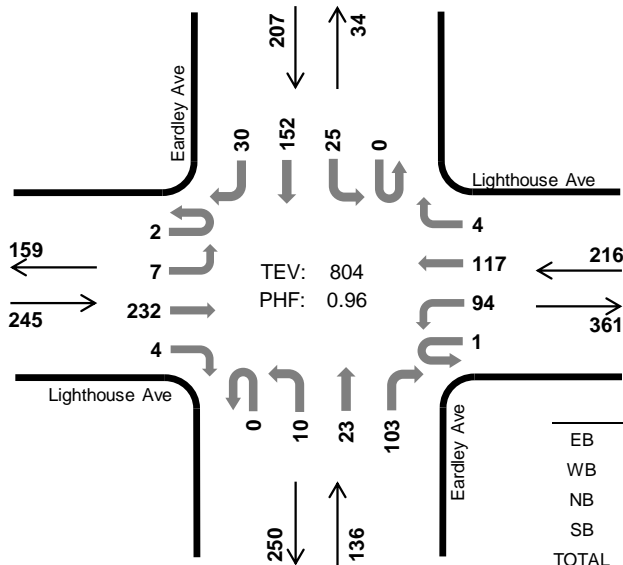 207
34
Eardley Ave
30
152
25
0
Lighthouse Ave
2
4
159
7
TEV: 804
117
216
245
232
PHF: 0.96
94
361
4
1
Lighthouse Ave
0
10
23
103
Eardley Ave
EB
WB
NB
SB
TOTAL
250
136